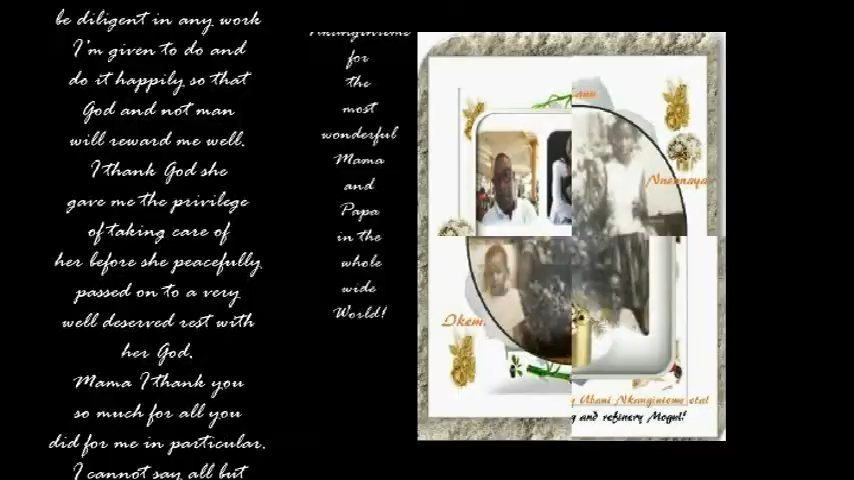 be diligent in any work
I'm given to do and
do it happily so that
God and not man
will reward me well.
I thank God she
gave me the privilege
of taking care of
her before she peacefully
passed on to a very
well deserved rest with
her God.
Mama I thank you
so much for all you
did for me in particular.
I cannot say all but
for
the
most
wonderful
Mama
and
Papa
in the
whole
wide
World!
Nnennaya
Ikem,
Ubani Nkanginieme
and refinery Mogul!